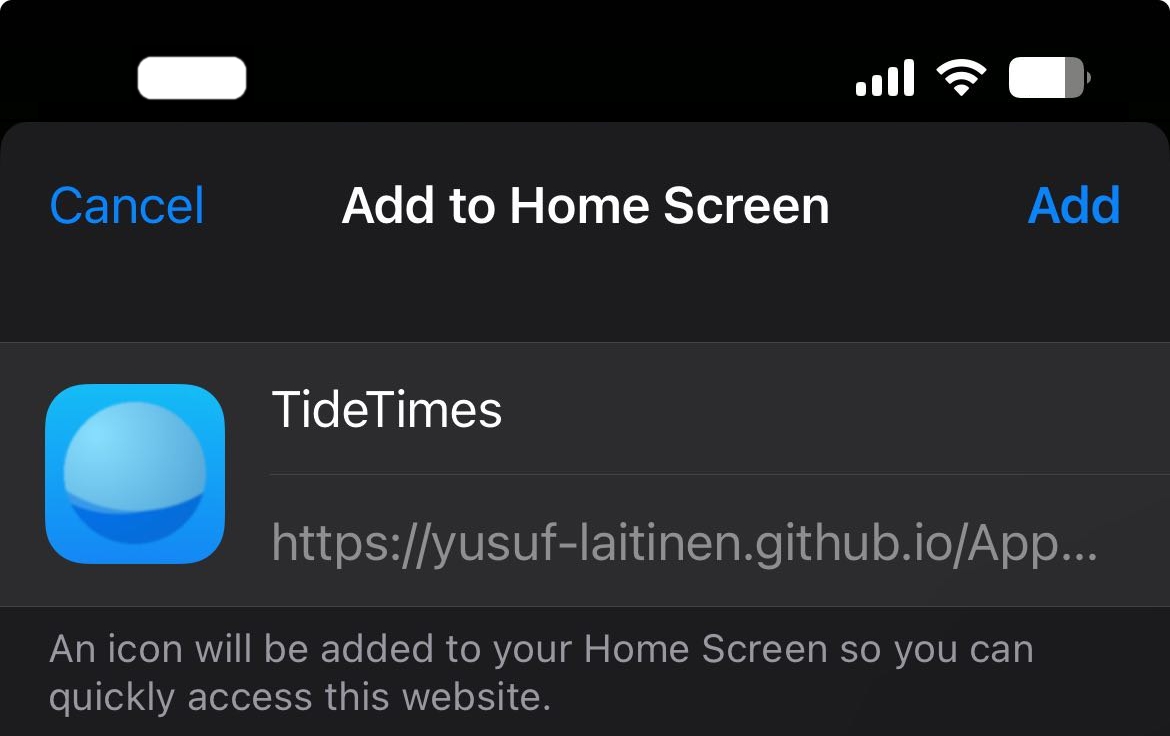 Cancel Add to Home Screen Add
TideTimes
https://yusuf-laitinen.github.io/App...
An icon will be added to your Home Screen so you can
quickly access this website.